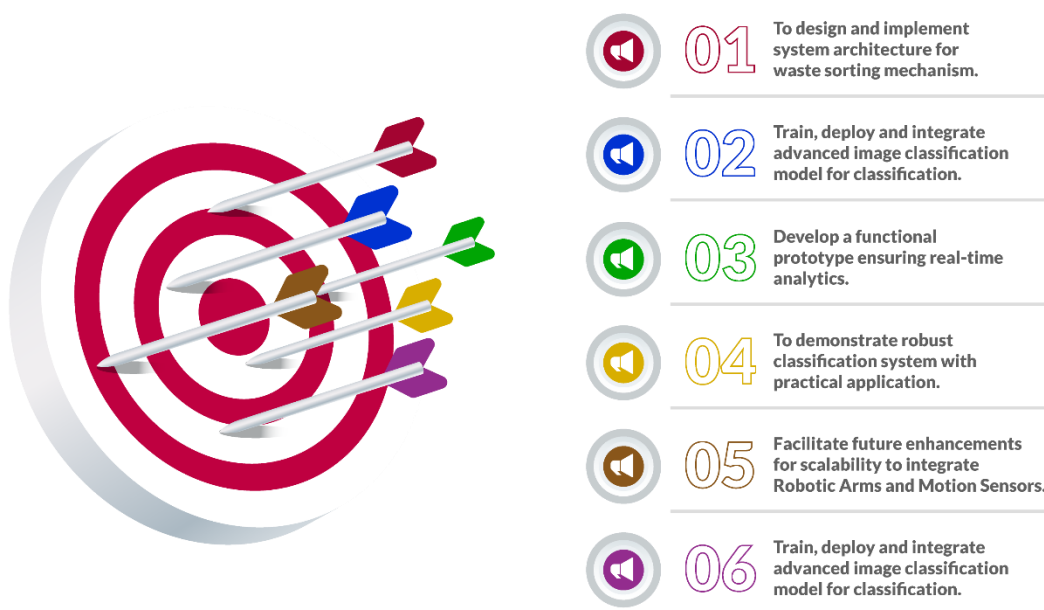 01
To design and implement
system architecture for
waste sorting mechanism.
02
Train, deploy and integrate
advanced image classification
model for classification.
03
Develop a functional
prototype ensuring real-time
analytics.
04
To demonstrate robust
classification system with
practical application.
05
Facilitate future enhancements
for scalability to integrate
Robotic Arms and Motion Sensors.
06
Train, deploy and integrate
advanced image classification
model for classification.